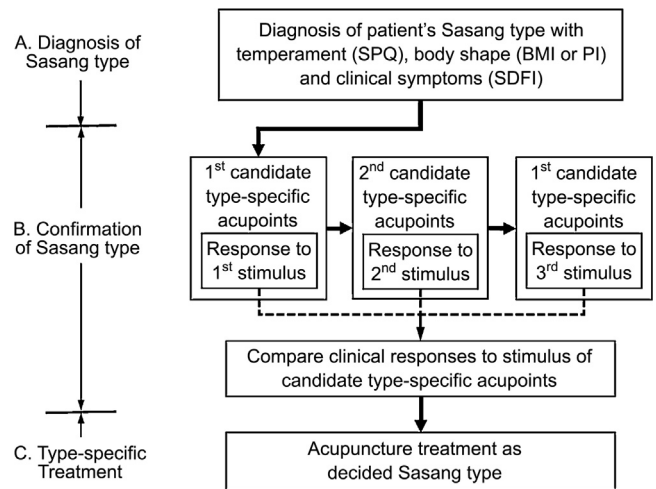 A. Diagnosis of
Sasang type
Diagnosis of patient's Sasang type with
temperament (SPQ), body shape (BMI or PI)
and clinical symptoms (SDFI)
B. Confirmation
of Sasang type
1st candidate
type-specific
acupoints
Response to
1st stimulus
2nd candidate
type-specific
acupoints
Response to
2nd stimulus
1st candidate
type-specific
acupoints
Response to
3rd stimulus
Compare clinical responses to stimulus of
candidate type-specific acupoints
C. Type-specific
Treatment
Acupuncture treatment as
decided Sasang type